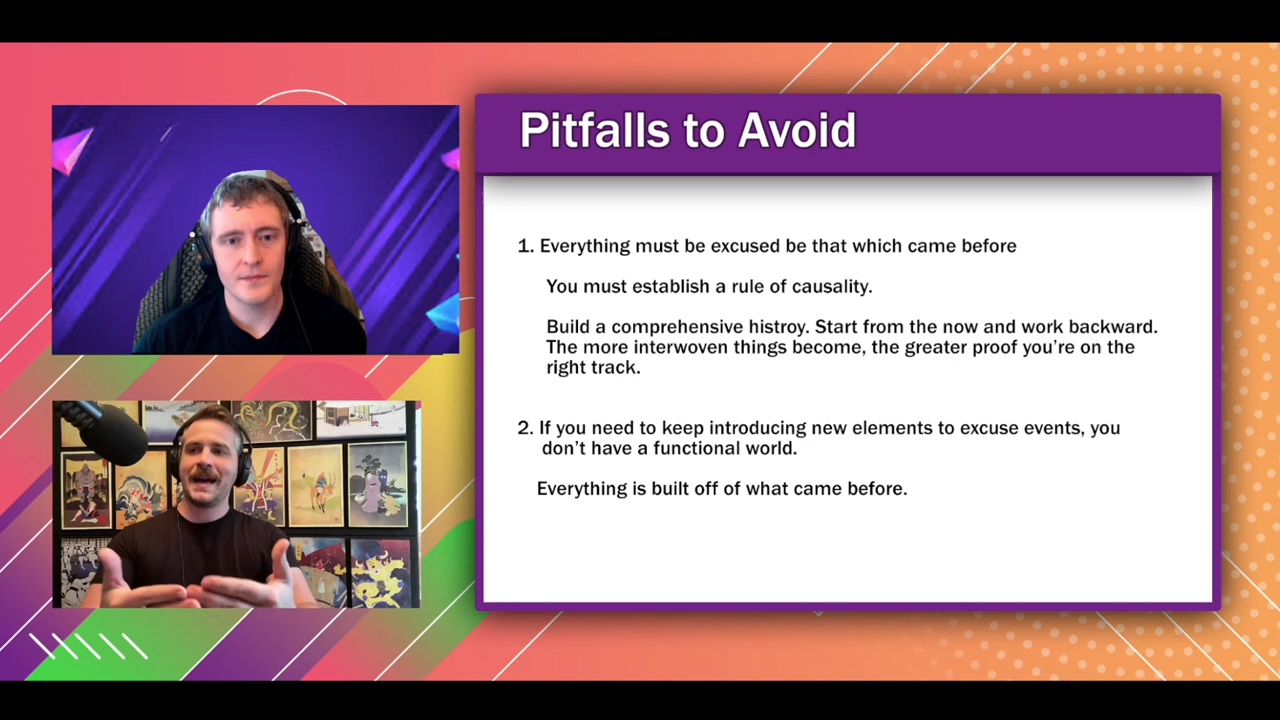 Pitfalls to Avoid
1. Everything must be excused be that which came before
You must establish a rule of causality.
Build a comprehensive histroy. Start from the now and work backward.
The more interwoven things become, the greater proof you're on the
right track.
2. If you need to keep introducing new elements to excuse events, you
don't have a functional world.
Everything is built off of what came before.